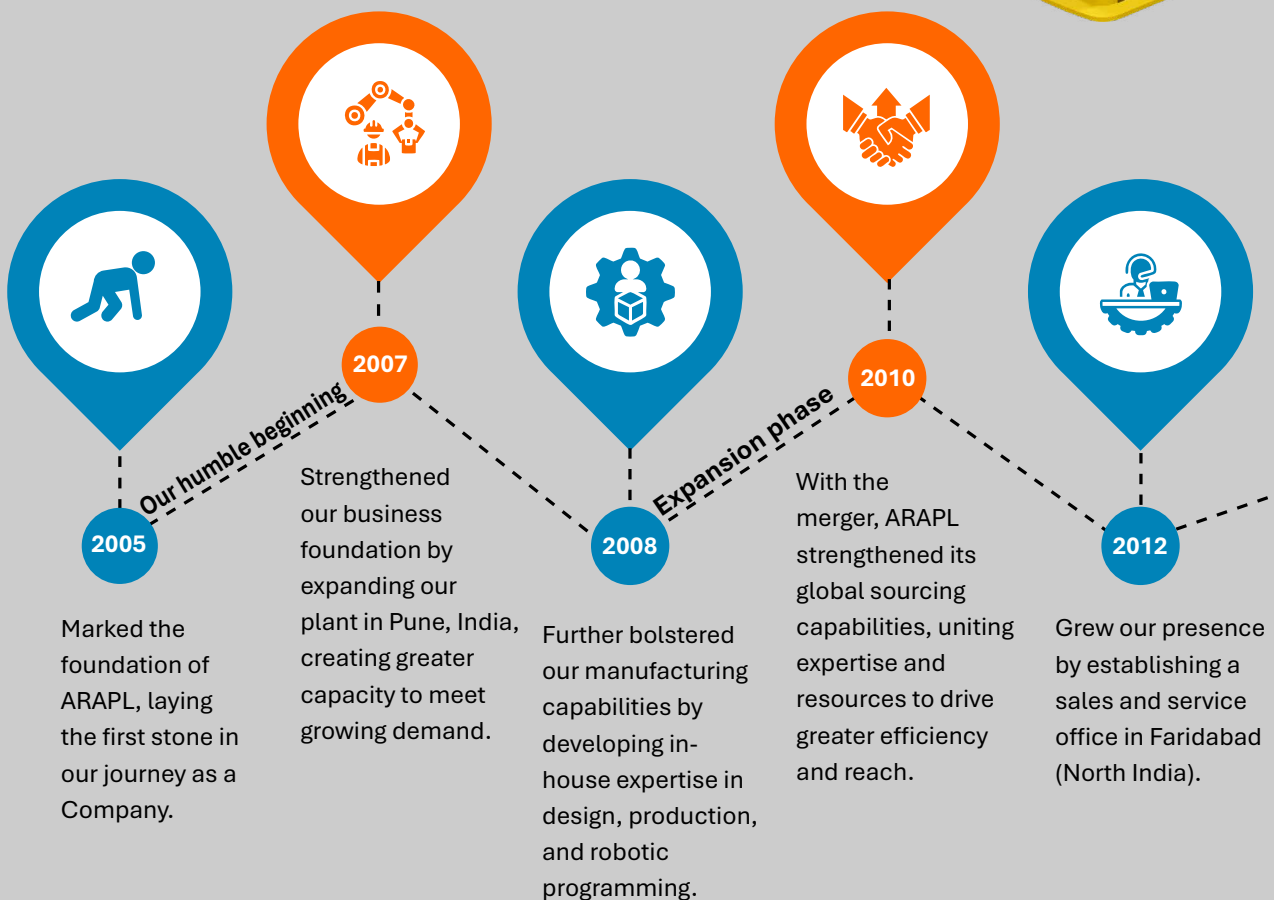 2005
Our humble beginning
Marked the
foundation of
ARAPL, laying
the first stone in
our journey as a
Company.
2007
Strengthened
our business
foundation by
expanding our
plant in Pune, India,
creating greater
capacity to meet
growing demand.
2008
Expansion phase
Further bolstered
our manufacturing
capabilities by
developing in-
house expertise in
design, production,
and robotic
programming.
2010
With the
merger, ARAPL
strengthened its
global sourcing
capabilities, uniting
expertise and
resources to drive
greater efficiency
and reach.
2012
Grew our presence
by establishing a
sales and service
office in Faridabad
(North India).